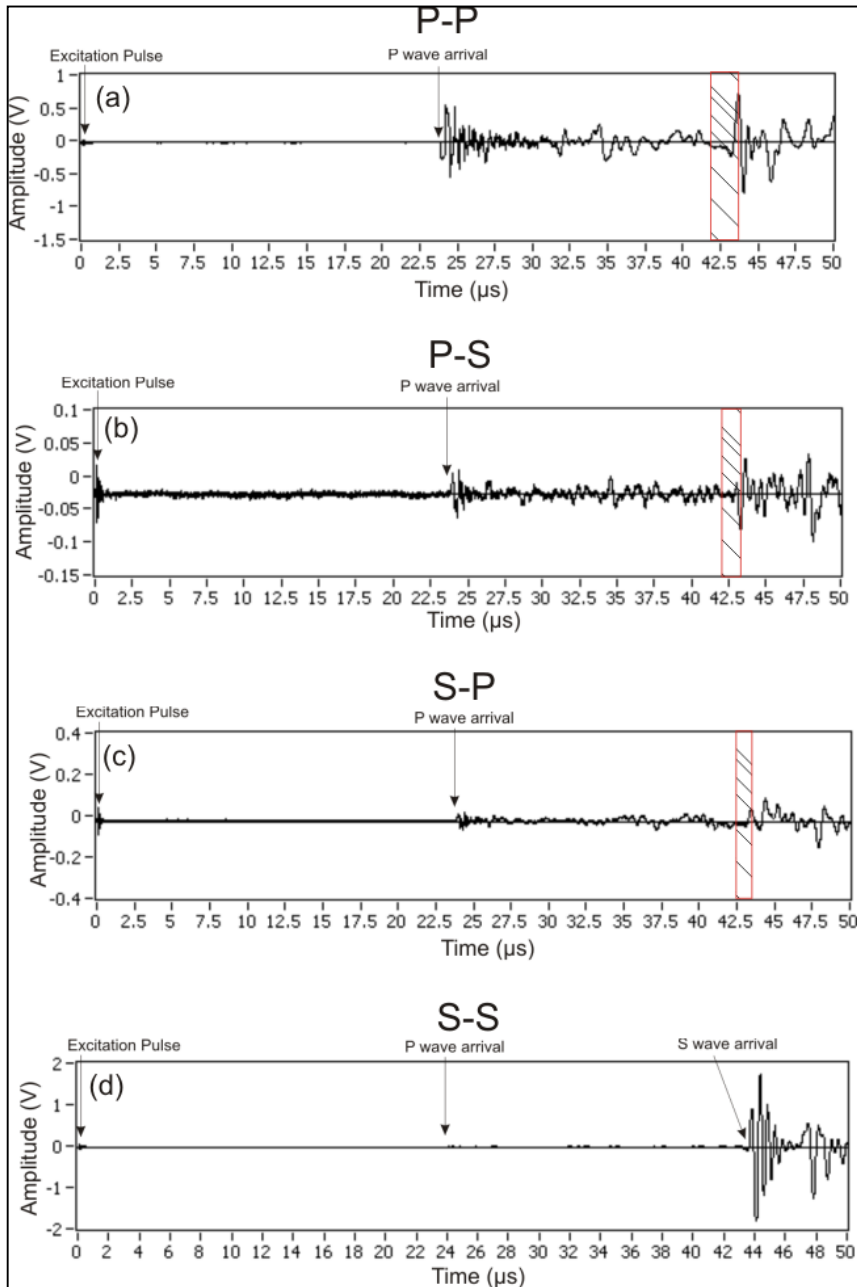 P-P
Excitation Pulse
P wave arrival
(a)
Amplitude (V)
1
0.5
0
-0.5
-1
-1.5
0 2.5 5 7.5 10 12.5 15 17.5 20 22.5 25 27.5 30 32.5 35 37.5 40 42.5 45 47.5 50
Time (µs)
P-S
Excitation Pulse
P wave arrival
(b)
Amplitude (V)
0.1
0.05
0
-0.05
-0.1
-0.15
0 2.5 5 7.5 10 12.5 15 17.5 20 22.5 25 27.5 30 32.5 35 37.5 40 42.5 45 47.5 50
Time (µs)
S-P
Excitation Pulse
P wave arrival
(c)
Amplitude (V)
0.4
0.2
0
-0.2
-0.4
0 2.5 5 7.5 10 12.5 15 17.5 20 22.5 25 27.5 30 32.5 35 37.5 40 42.5 45 47.5 50
Time (µs)
S-S
Excitation Pulse
P wave arrival
S wave arrival
(d)
Amplitude (V)
2
1
0
-1
-2
0 2 4 6 8 10 12 14 16 18 20 22 24 26 28 30 32 34 36 38 40 42 44 46 48 50
Time (µs)